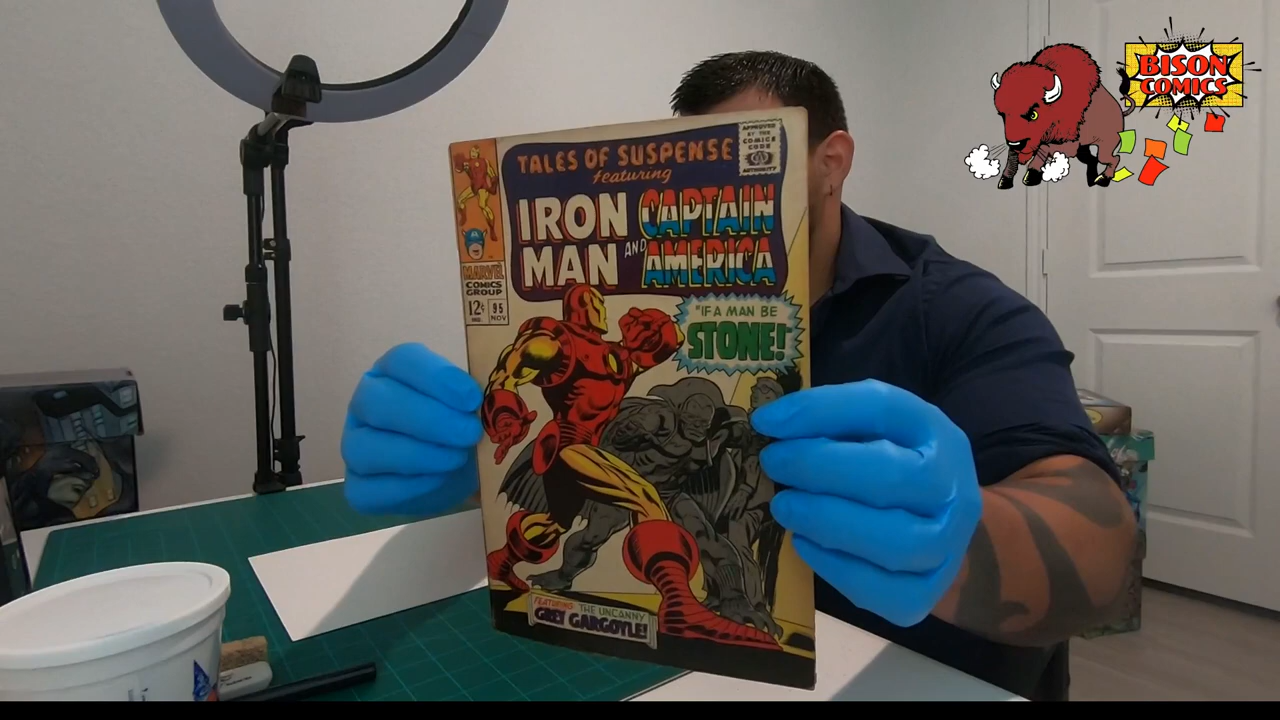 BISON
COMICS
TALES OF SUSPENSE
featuring
IRON
MAN
AND
CAPTAIN
AMERICA
APPROVED
BY THE
COMICS
CODE
AUTHORITY
MARVEL
COMICS
GROUP
12¢
IND.
95
NOV
"IF A MAN BE
STONE!"
FEATURING THE UNCANNY
GREY GARGOYLE!